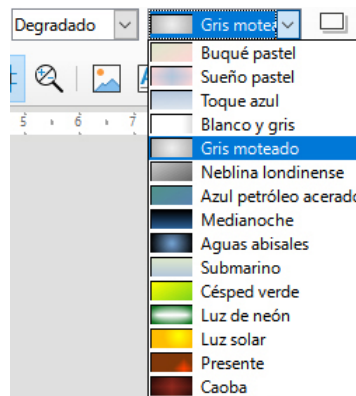 Degradado
Gris mote
5 6 7
Buqué pastel
Sueño pastel
Toque azul
Blanco y gris
Gris moteado
Neblina londinense
Azul petróleo acerado
Medianoche
Aguas abisales
Submarino
Césped verde
Luz de neón
Luz solar
Presente
Caoba